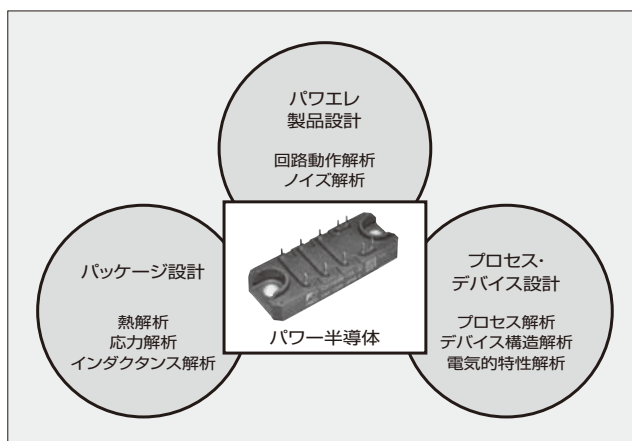 パワエレ
製品設計
回路動作解析
ノイズ解析
パッケージ設計
熱解析
応力解析
インダクタンス解析
パワー半導体
プロセス・
デバイス設計
プロセス解析
デバイス構造解析
電気的特性解析